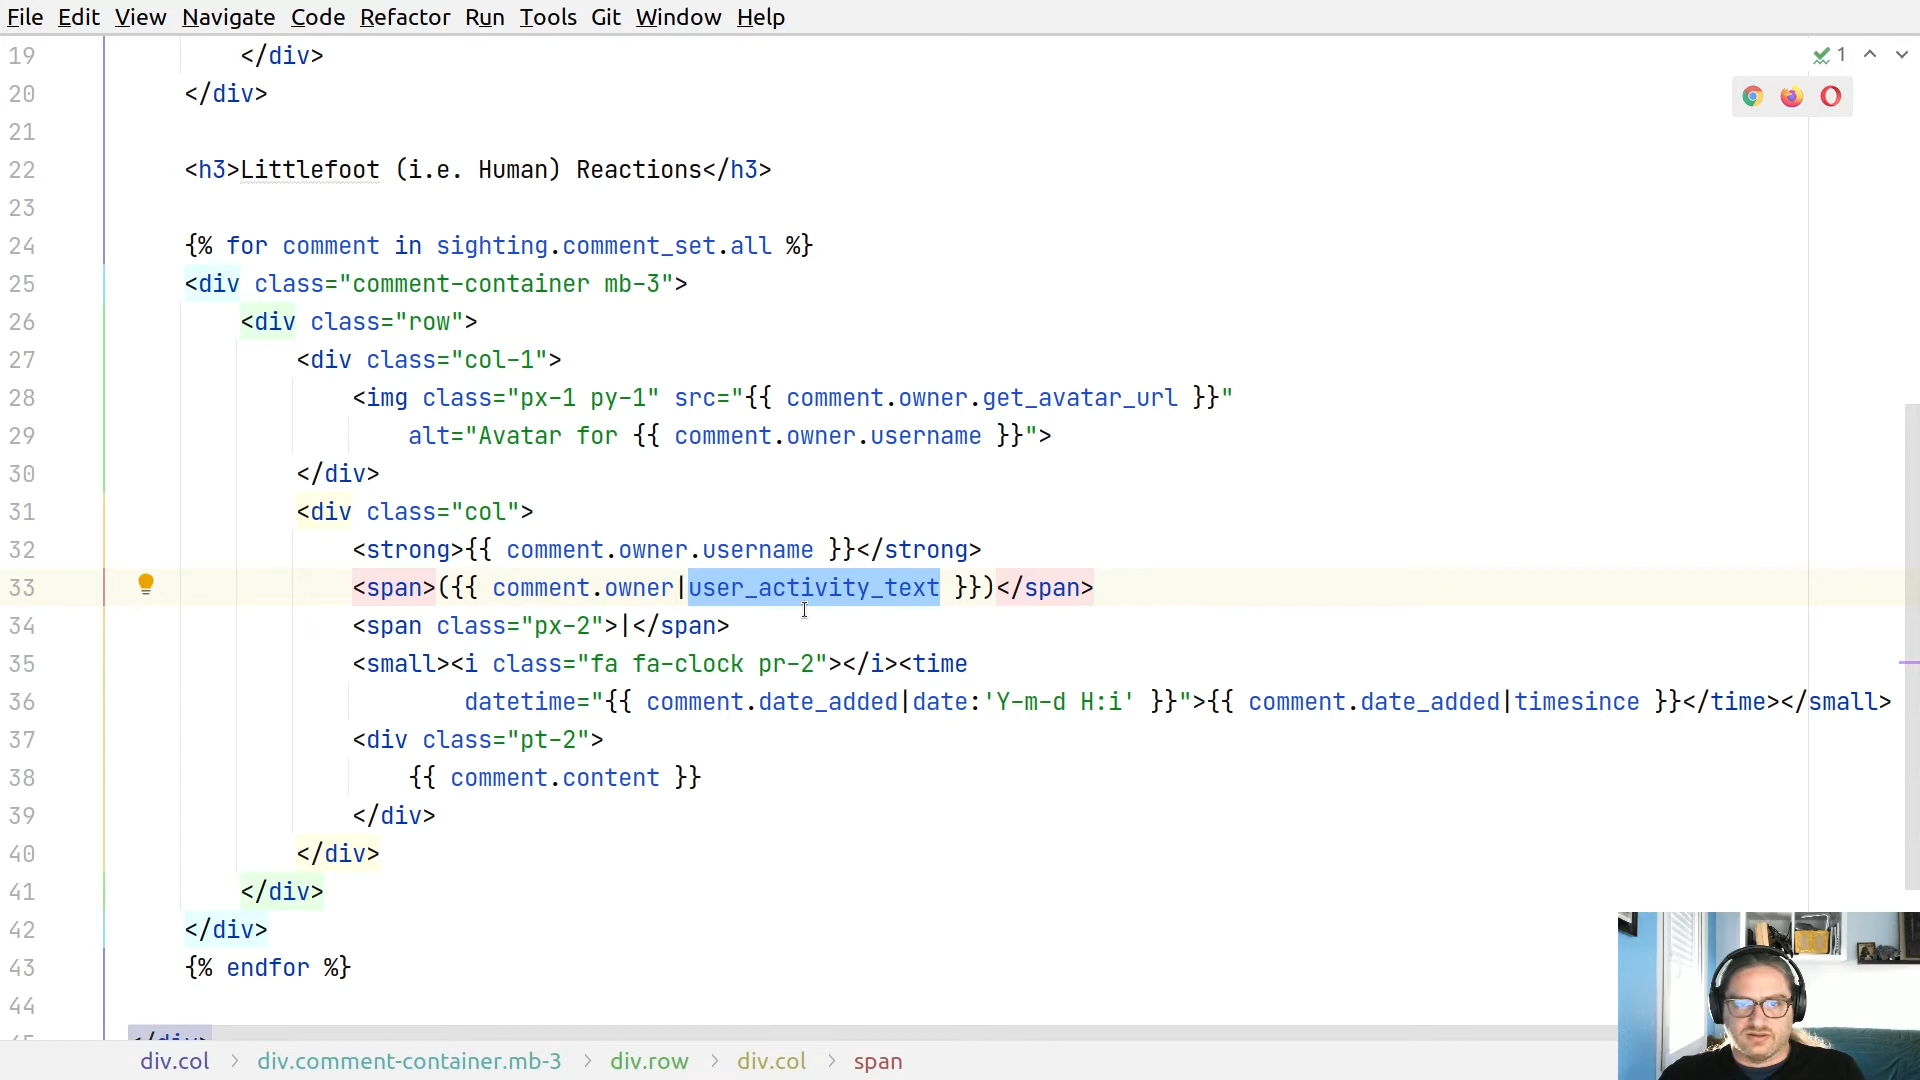 File Edit View Navigate Code Refactor Run Tools Git Window Help
19 </div>
1
20 </div>
21
22 <h3>Littlefoot (i.e. Human) Reactions</h3>
23
24 {% for comment in sighting.comment_set.all %}
25 <div class="comment-container mb-3">
26 <div class="row">
27 <div class="col-1">
28 <img class="px-1 py-1" src="{{ comment.owner.get_avatar_url }}"
29 alt="Avatar for {{ comment.owner.username }}">
30 </div>
31 <div class="col">
32 <strong>{{ comment.owner.username }}</strong>
33 <span>({{ comment.owner|user_activity_text }})</span>
34 <span class="px-2">|</span>
35 <small><i class="fa fa-clock pr-2"></i><time
36 datetime="{{ comment.date_added|date:'Y-m-d H:i' }}">{{ comment.date_added|timesince }}</time></small>
37 <div class="pt-2">
38 {{ comment.content }}
39 </div>
40 </div>
41 </div>
42 </div>
43 {% endfor %}
44
45 </div>
div.col > div.comment-container.mb-3 > div.row > div.col > span